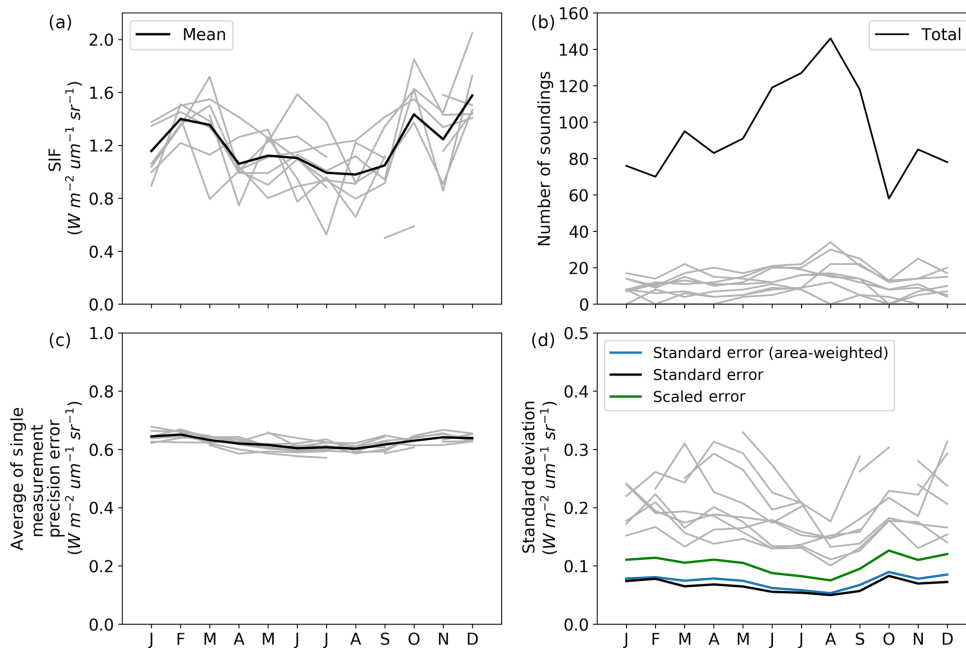 (a)
Mean
2.0
1.6
1.2
0.8
0.4
0.0
SIF
(W m⁻² um⁻¹ sr⁻¹)
(b)
Total
160
140
120
100
80
60
40
20
0
Number of soundings
(c)
1.0
0.8
0.6
0.4
0.2
0.0
Average of single
measurement
precision error
(W m⁻² um⁻¹ sr⁻¹)
J F M A M J J A S O N D
(d)
Standard error (area-weighted)
Standard error
Scaled error
0.5
0.4
0.3
0.2
0.1
0.0
Standard deviation
(W m⁻² um⁻¹ sr⁻¹)
J F M A M J J A S O N D